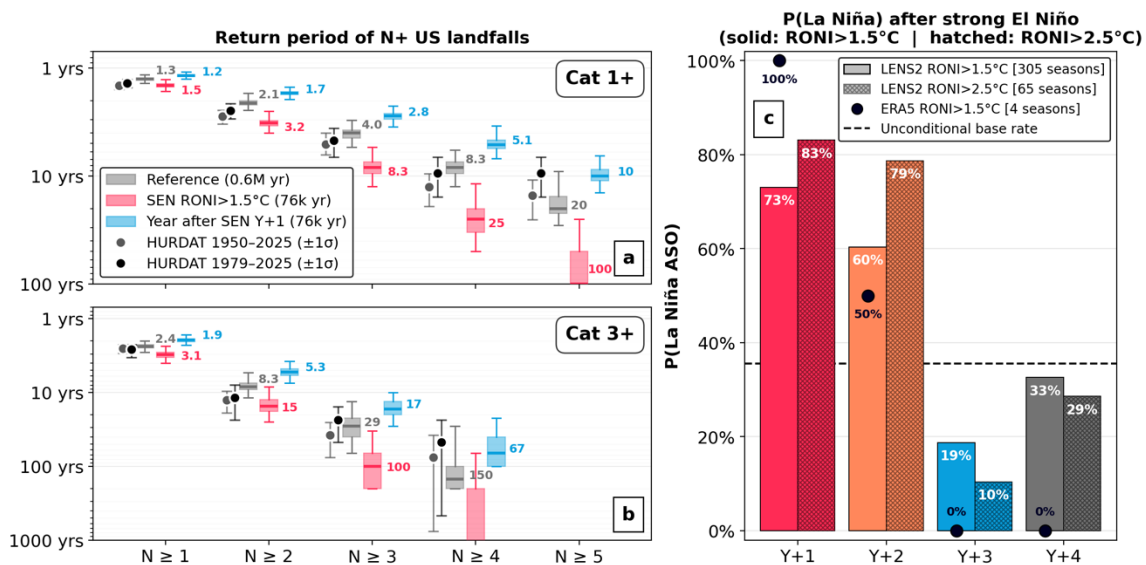 Return period of N+ US landfalls
1 yrs
10 yrs
100 yrs
Cat 1+
1.3
1.5
1.2
2.1
3.2
1.7
4.0
8.3
2.8
8.3
25
5.1
20
100
10
Reference (0.6M yr)
SEN RONI>1.5°C (76k yr)
Year after SEN Y+1 (76k yr)
HURDAT 1950–2025 (±1σ)
HURDAT 1979–2025 (±1σ)
a
1 yrs
10 yrs
100 yrs
1000 yrs
Cat 3+
2.4
3.1
1.9
8.3
15
5.3
29
100
17
150
67
b
N ≥ 1
N ≥ 2
N ≥ 3
N ≥ 4
N ≥ 5
P(La Niña) after strong El Niño
(solid: RONI>1.5°C | hatched: RONI>2.5°C)
P(La Niña ASO)
100%
80%
60%
40%
20%
0%
LENS2 RONI>1.5°C [305 seasons]
LENS2 RONI>2.5°C [65 seasons]
ERA5 RONI>1.5°C [4 seasons]
Unconditional base rate
c
100%
73%
83%
60%
79%
50%
19%
10%
0%
33%
29%
0%
Y+1
Y+2
Y+3
Y+4